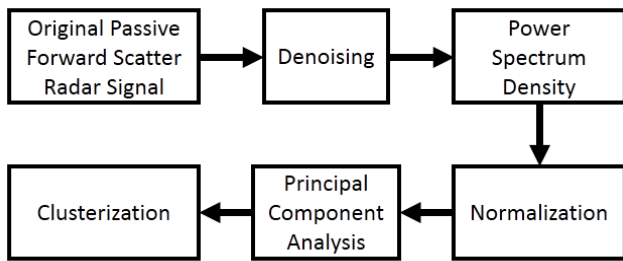 Original Passive
Forward Scatter
Radar Signal
Denoising
Power
Spectrum
Density
Normalization
Principal
Component
Analysis
Clusterization